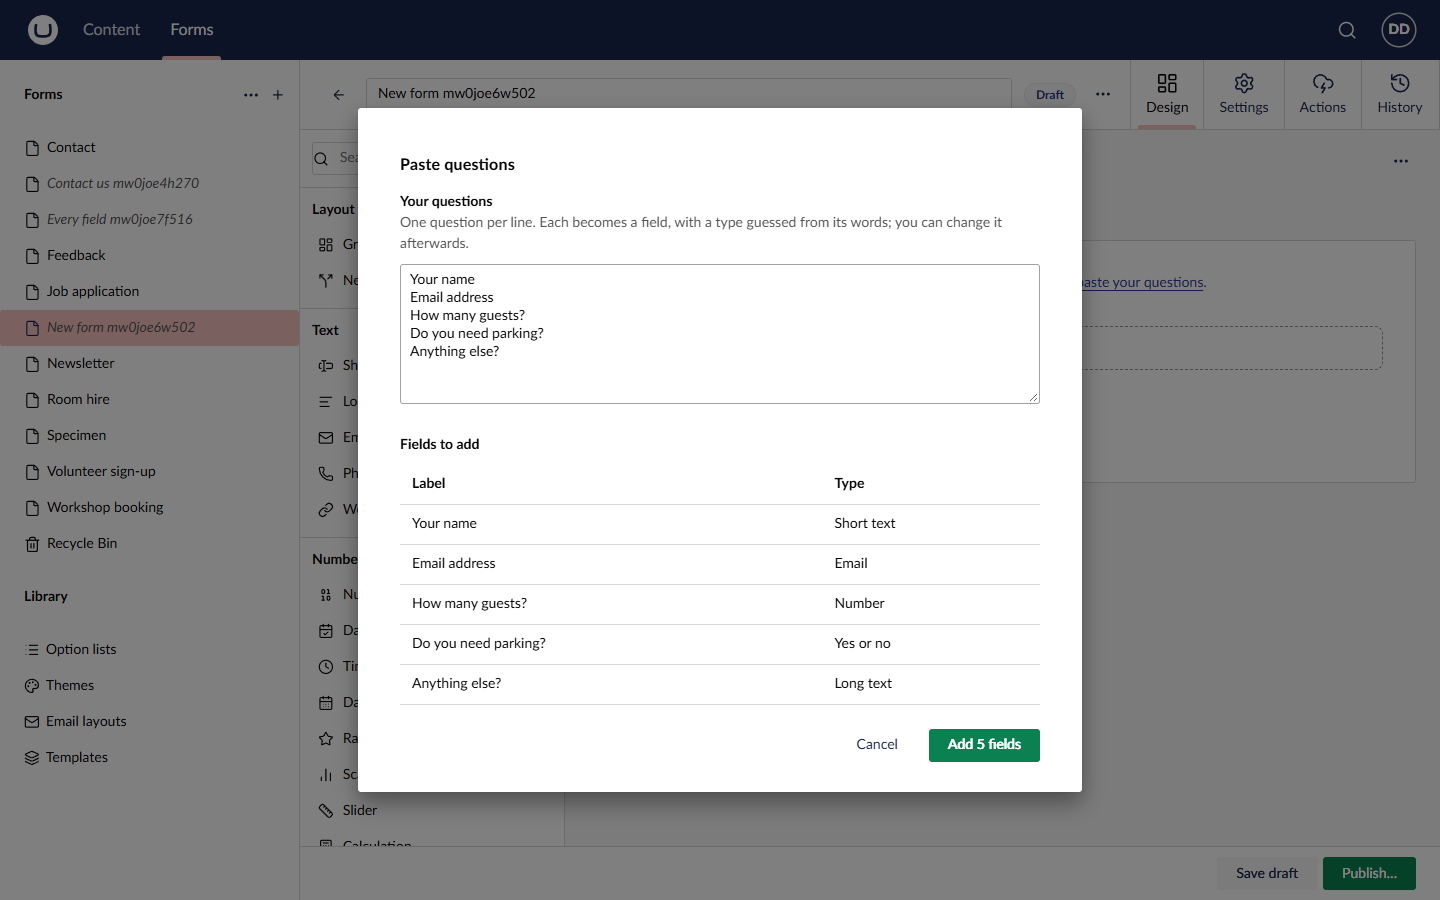 Content
Forms
DD
Forms
Contact
Contact us mw0joe4h270
Every field mw0joe7f516
Feedback
Job application
New form mw0joe6w502
Newsletter
Room hire
Specimen
Volunteer sign-up
Workshop booking
Recycle Bin
Library
Option lists
Themes
Email layouts
Templates
New form mw0joe6w502
Draft
Design
Settings
Actions
History
Layout
Text
Slider
paste your questions.
Paste questions
Your questions
One question per line. Each becomes a field, with a type guessed from its words; you can change it
afterwards.
Your name
Email address
How many guests?
Do you need parking?
Anything else?
Fields to add
Label Type
Your name Short text
Email address Email
How many guests? Number
Do you need parking? Yes or no
Anything else? Long text
Cancel
Add 5 fields
Save draft
Publish...